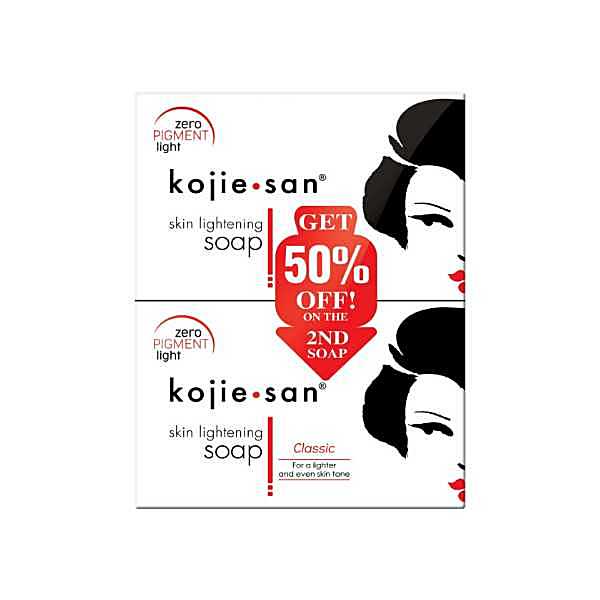 zero
PIGMENT
light
kojie•san®
skin lightening
soap
GET
50%
OFF!
ON THE
2ND
SOAP
zero
PIGMENT
light
kojie•san®
skin lightening
soap
Classic
For a lighter
and even skin tone